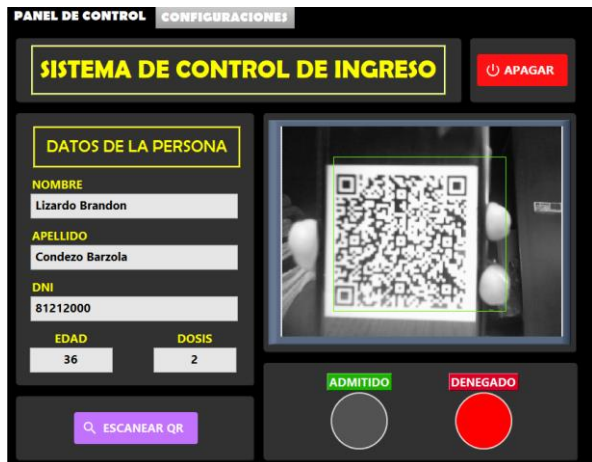 PANEL DE CONTROL CONFIGURACIONES
SISTEMA DE CONTROL DE INGRESO
APAGAR
DATOS DE LA PERSONA
NOMBRE
Lizardo Brandon
APELLIDO
Condezo Barzola
DNI
81212000
EDAD DOSIS
36 2
ESCANEAR QR
ADMITIDO DENEGADO